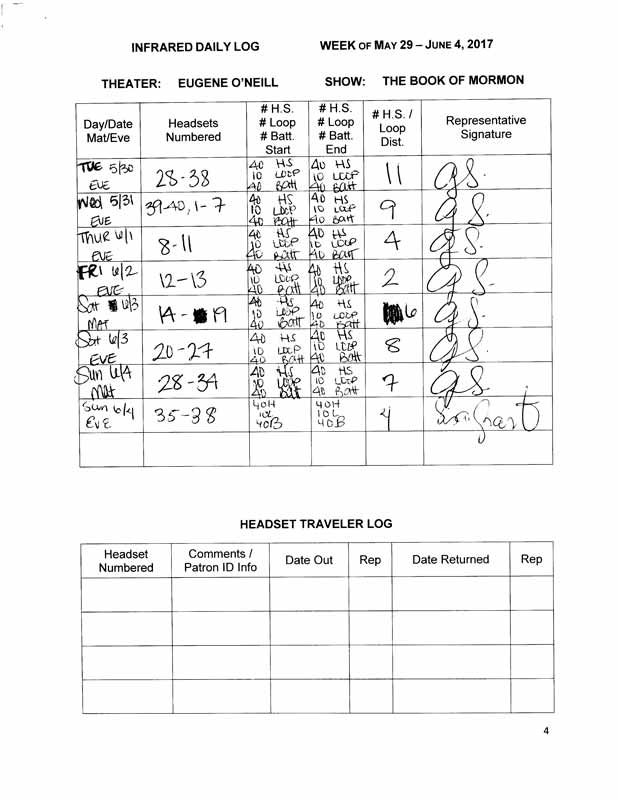 INFRARED DAILY LOG WEEK OF MAY 29 – JUNE 4, 2017
THEATER: EUGENE O'NEILL SHOW: THE BOOK OF MORMON
Day/Date Mat/Eve Headsets Numbered # H.S. # Loop # Batt. Start # H.S. # Loop # Batt. End # H.S. / Loop Dist. Representative Signature
TUE 5/30 EVE 28-38 40 HS 10 LOOP 40 Batt 40 HS 10 LOOP 40 Batt 11 GS.
Wed 5/31 EVE 39-40, 1-7 40 HS 10 LOOP 40 Batt 40 HS 10 LOOP 40 Batt 9 GS.
Thur 6/1 EVE 8-11 40 HS 10 LOOP 40 Batt 40 HS 10 LOOP 40 Batt 4 GS.
FRI 6/2 EVE 12-13 40 HS 10 LOOP 40 Batt 40 HS 10 LOOP 40 Batt 2 GS.
Sat 6/3 MAT 14-19 40 HS 10 LOOP 40 Batt 40 HS 10 LOOP 40 Batt 6 GS.
Sat 6/3 EVE 20-27 40 HS 10 LOOP 40 Batt 40 HS 10 LOOP 40 Batt 8 GS.
Sun 6/4 Mat 28-34 40 HS 10 LOOP 40 Batt 40 HS 10 LOOP 40 Batt 7 GS.
Sun 6/4 EVE 35-38 40H 10L 40B 40H 10L 40B 4
HEADSET TRAVELER LOG
Headset Numbered Comments / Patron ID Info Date Out Rep Date Returned Rep
4